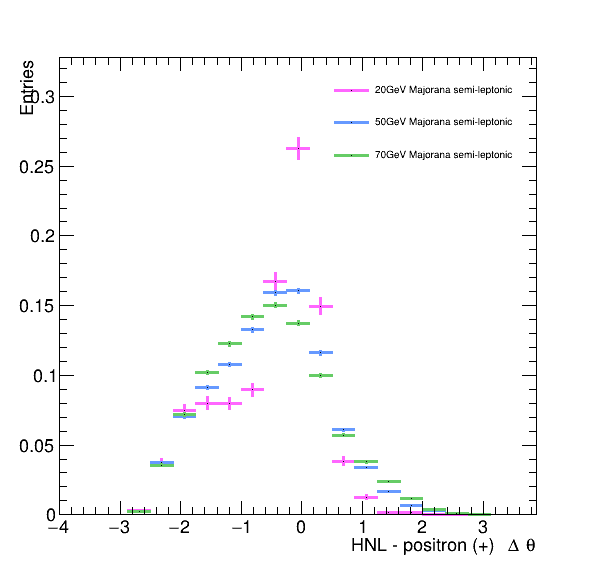 Entries
20GeV Majorana semi-leptonic
50GeV Majorana semi-leptonic
70GeV Majorana semi-leptonic
0.3
0.25
0.2
0.15
0.1
0.05
0
−4 −3 −2 −1 0 1 2 3
HNL - positron (+) Δ θ